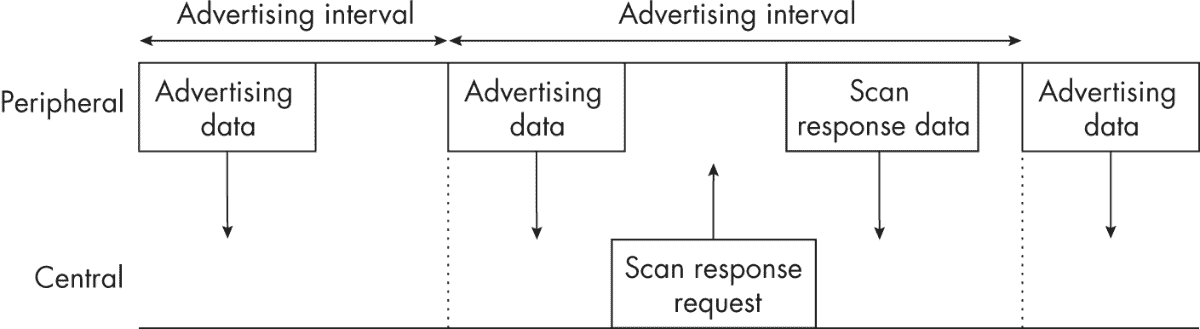 Advertising interval
Advertising interval
Peripheral
Advertising
data
Advertising
data
Scan
response data
Advertising
data
Central
Scan response
request